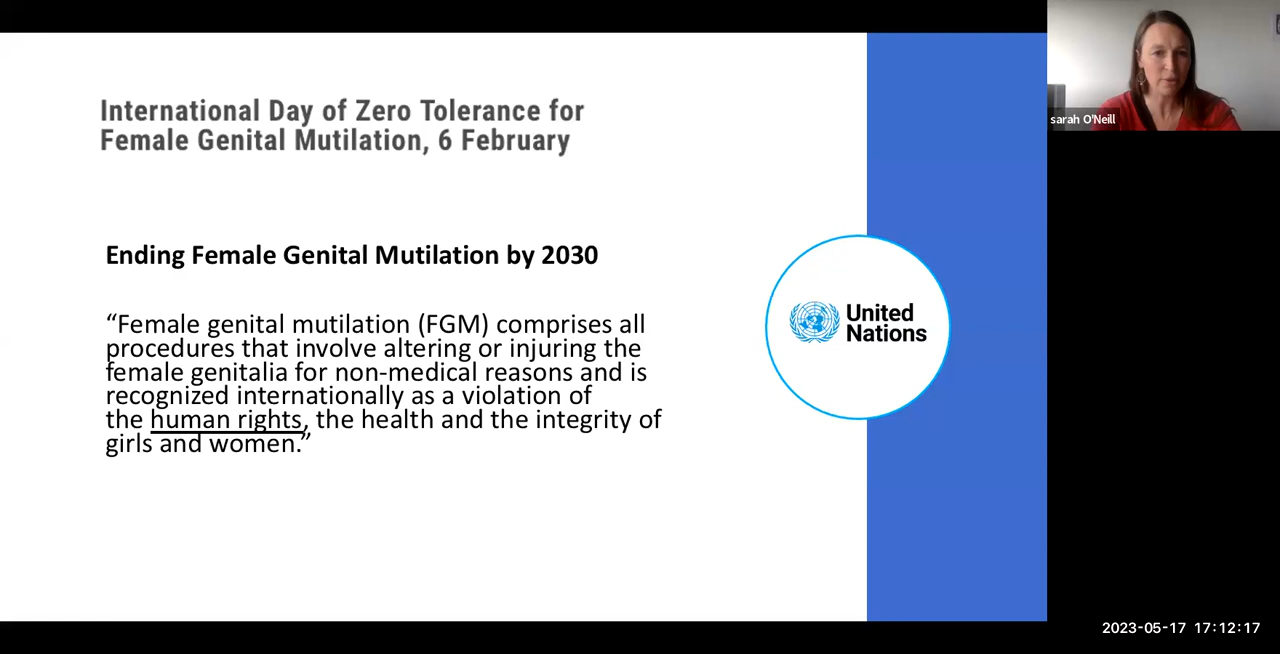 International Day of Zero Tolerance for
Female Genital Mutilation, 6 February
Ending Female Genital Mutilation by 2030
“Female genital mutilation (FGM) comprises all
procedures that involve altering or injuring the
female genitalia for non-medical reasons and is
recognized internationally as a violation of
the human rights, the health and the integrity of
girls and women.”
United
Nations
sarah O'Neill
2023-05-17 17:12:17